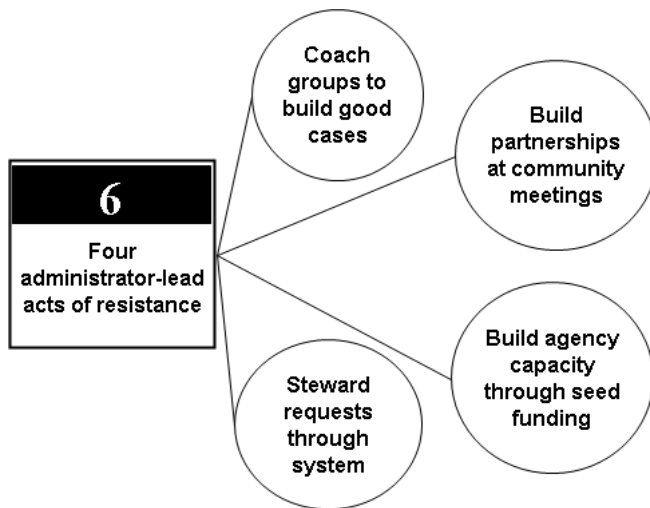 6
Four
administrator-lead
acts of resistance
Coach
groups to
build good
cases
Build
partnerships
at community
meetings
Build agency
capacity
through seed
funding
Steward
requests
through
system